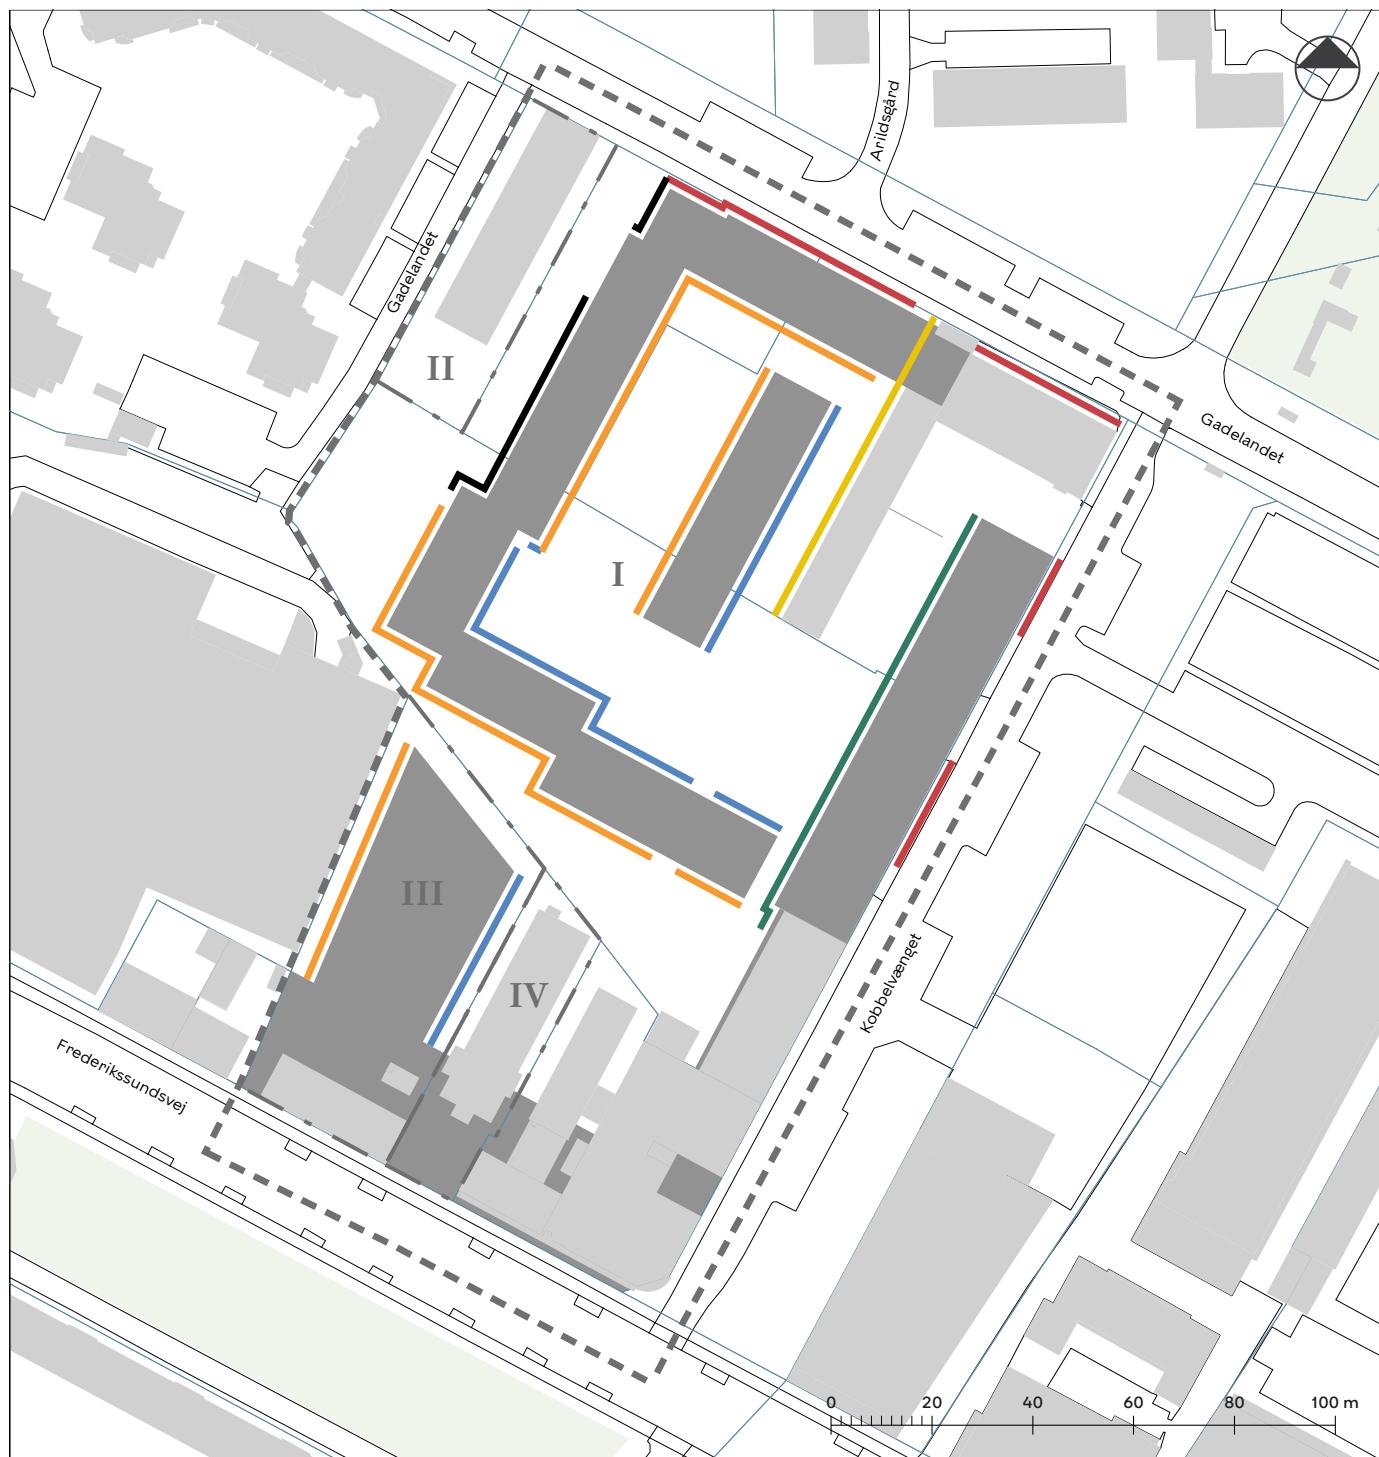 Arildsgård
Gadelandet
II
Gadelandet
I
III
IV
Kobbelvænget
Frederikssundsvej
0 20 40 60 80 100 m